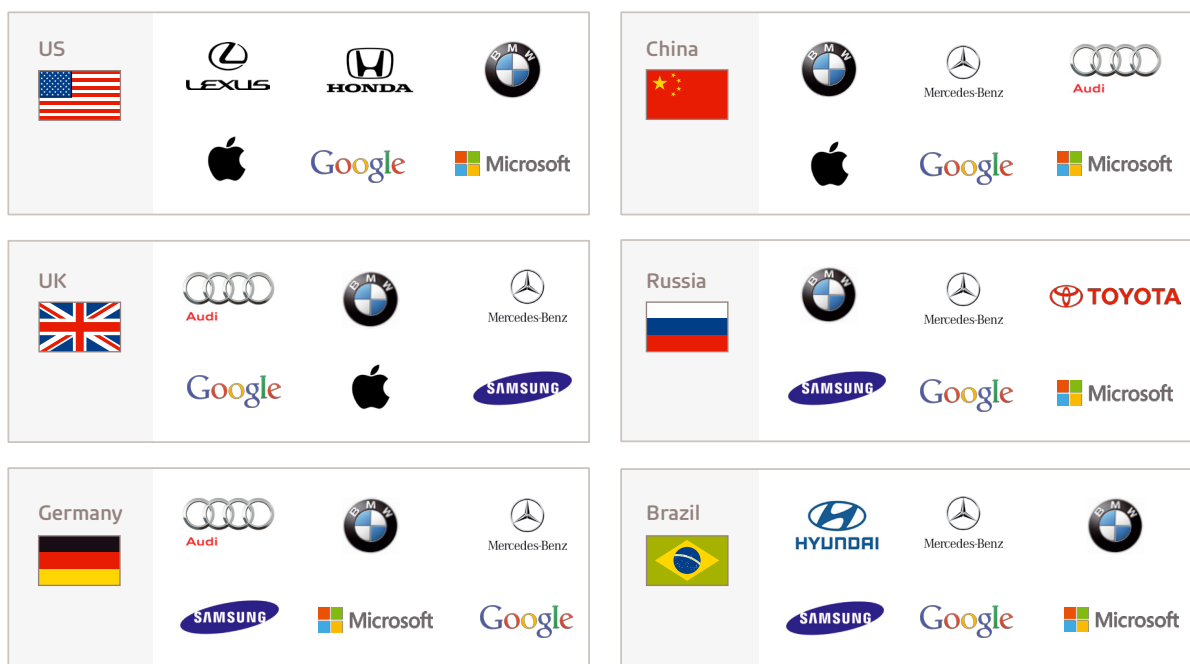 US
LEXUS
HONDA
BMW
Google
Microsoft
China
BMW
Mercedes-Benz
Audi
Google
Microsoft
UK
Audi
BMW
Mercedes-Benz
Google
SAMSUNG
Russia
BMW
Mercedes-Benz
TOYOTA
SAMSUNG
Google
Microsoft
Germany
Audi
BMW
Mercedes-Benz
SAMSUNG
Microsoft
Google
Brazil
HYUNDAI
Mercedes-Benz
BMW
SAMSUNG
Google
Microsoft